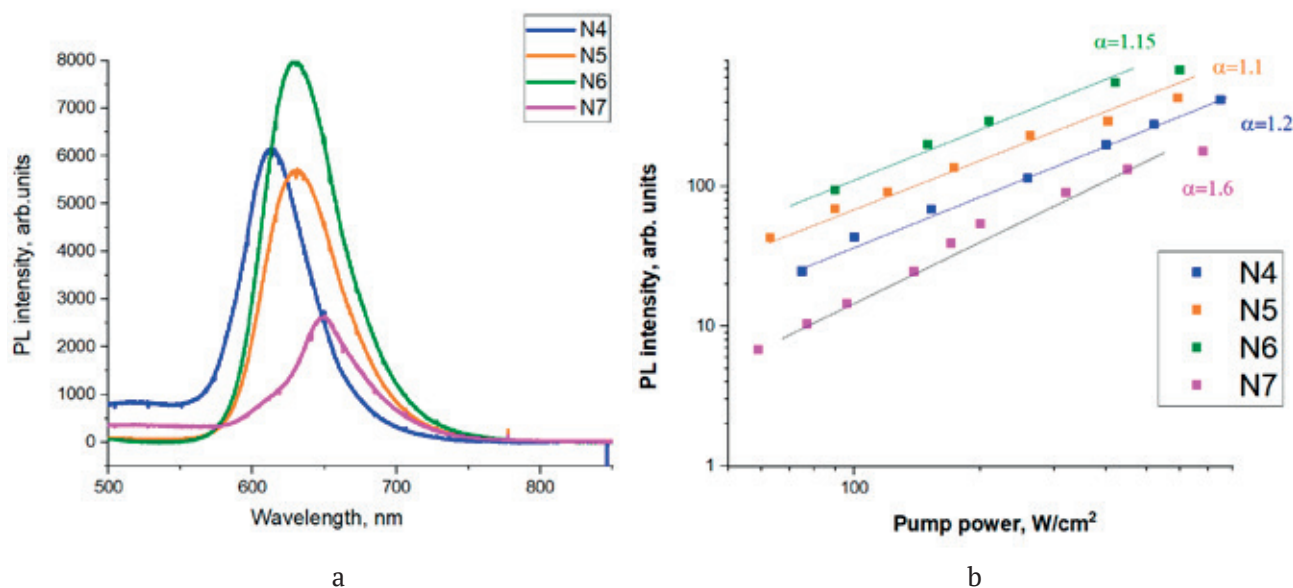 N4
N5
N6
N7
8000
7000
6000
5000
4000
3000
2000
1000
0
500
600
700
800
PL intensity, arb.units
Wavelength, nm
a
α=1.15
α=1.1
α=1.2
α=1.6
100
10
1
100
PL intensity, arb. units
Pump power, W/cm²
N4
N5
N6
N7
b